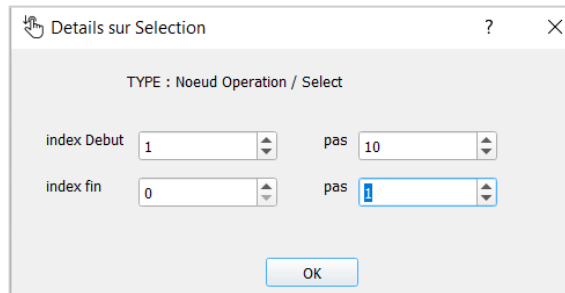 Details sur Selection ?
TYPE : Noeud Operation / Select
index Debut 1 pas 10
index fin 0 pas 1
OK